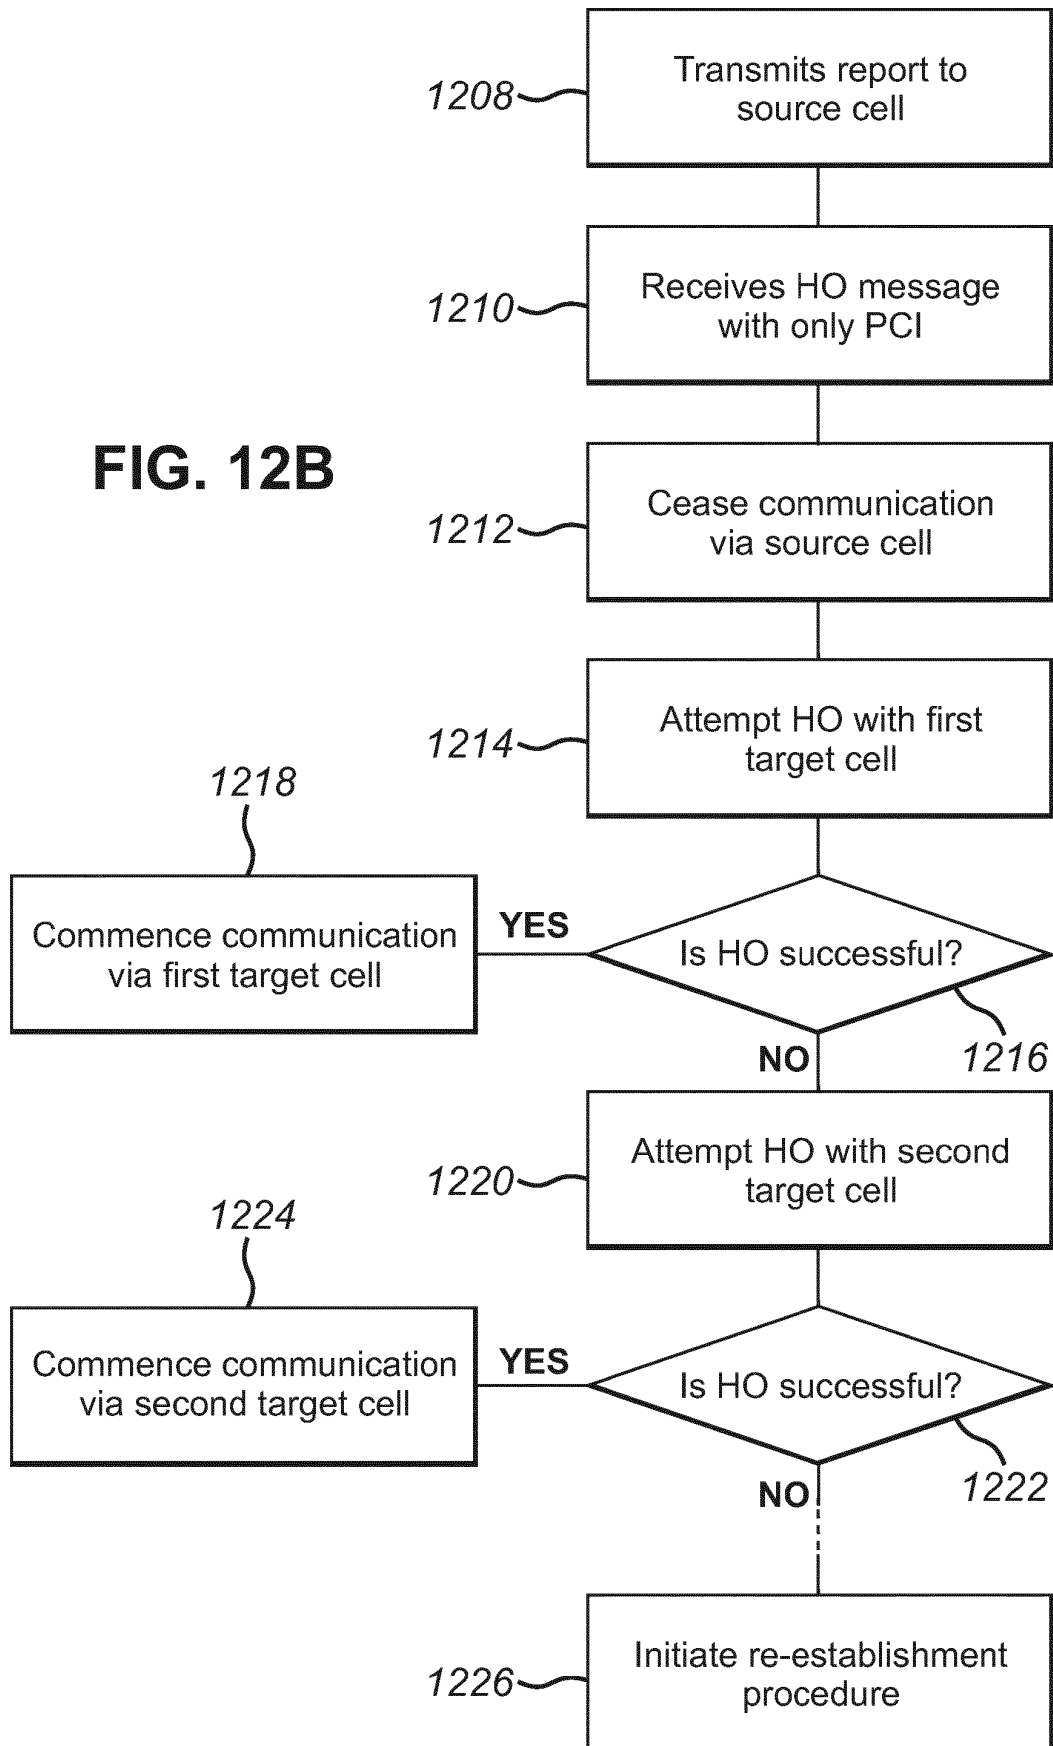 Transmits report to
source cell
1208
Receives HO message
with only PCI
1210
FIG. 12B
Cease communication
via source cell
1212
Attempt HO with first
target cell
1214
1218
Commence communication
via first target cell
YES
Is HO successful?
1216
NO
Attempt HO with second
target cell
1220
1224
Commence communication
via second target cell
YES
Is HO successful?
1222
NO
Initiate re-establishment
procedure
1226